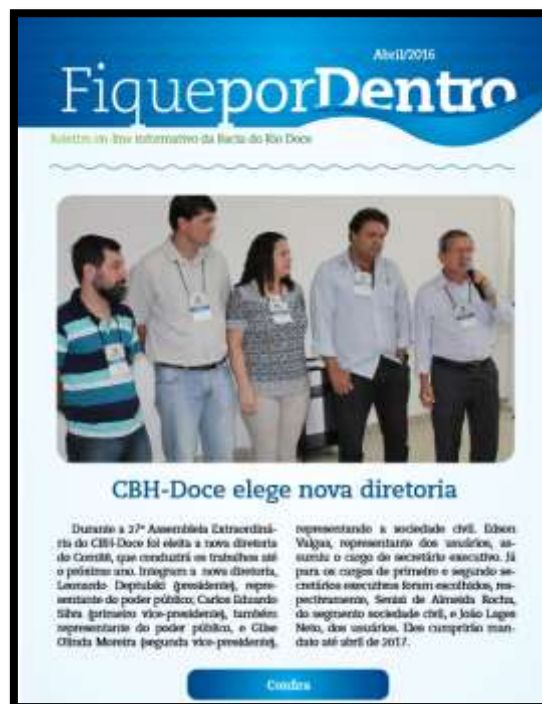 Abril/2016
FiqueporDentro
Boletim on-line informativo da Bacia do Rio Doce
CBH-Doce elege nova diretoria
Durante a 27ª Assembleia Extraordiná-
ria do CBH-Doce foi eleita a nova diretoria
do Comitê, que conduzirá os trabalhos até
o próximo ano. Integram a nova diretoria,
Leonardo Deptulski (presidente), repre-
sentante do poder público; Carlos Eduardo
Silva (primeiro vice-presidente), também
representante do poder público, e
Olinda Moreira (segunda vice-presidente),
representando a sociedade civil. Edson
Valgas, representante dos usuários, as-
sumiu o cargo de secretário executivo. Já
para os cargos de primeiro e segundo se-
cretários executivos foram escolhidos, res-
pectivamente, de Almeida Rocha,
do segmento sociedade civil, e João Lages
Neto, dos usuários. Eles cumprirão man-
dato até abril de 2017.
Confira